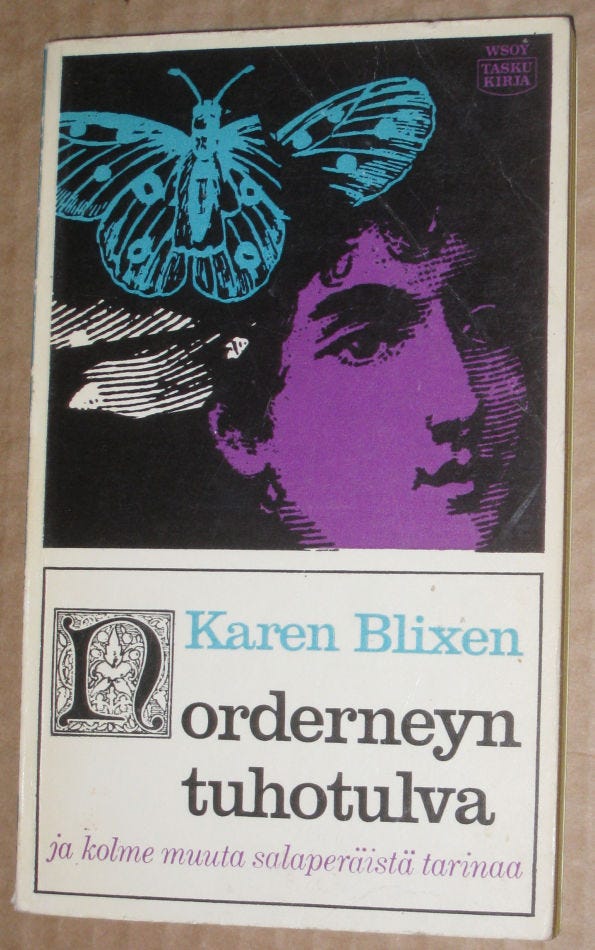 WSOY
TASKU
KIRJA
Karen Blixen
Norderneyn
tuhotulva
ja kolme muuta salaperäistä tarinaa